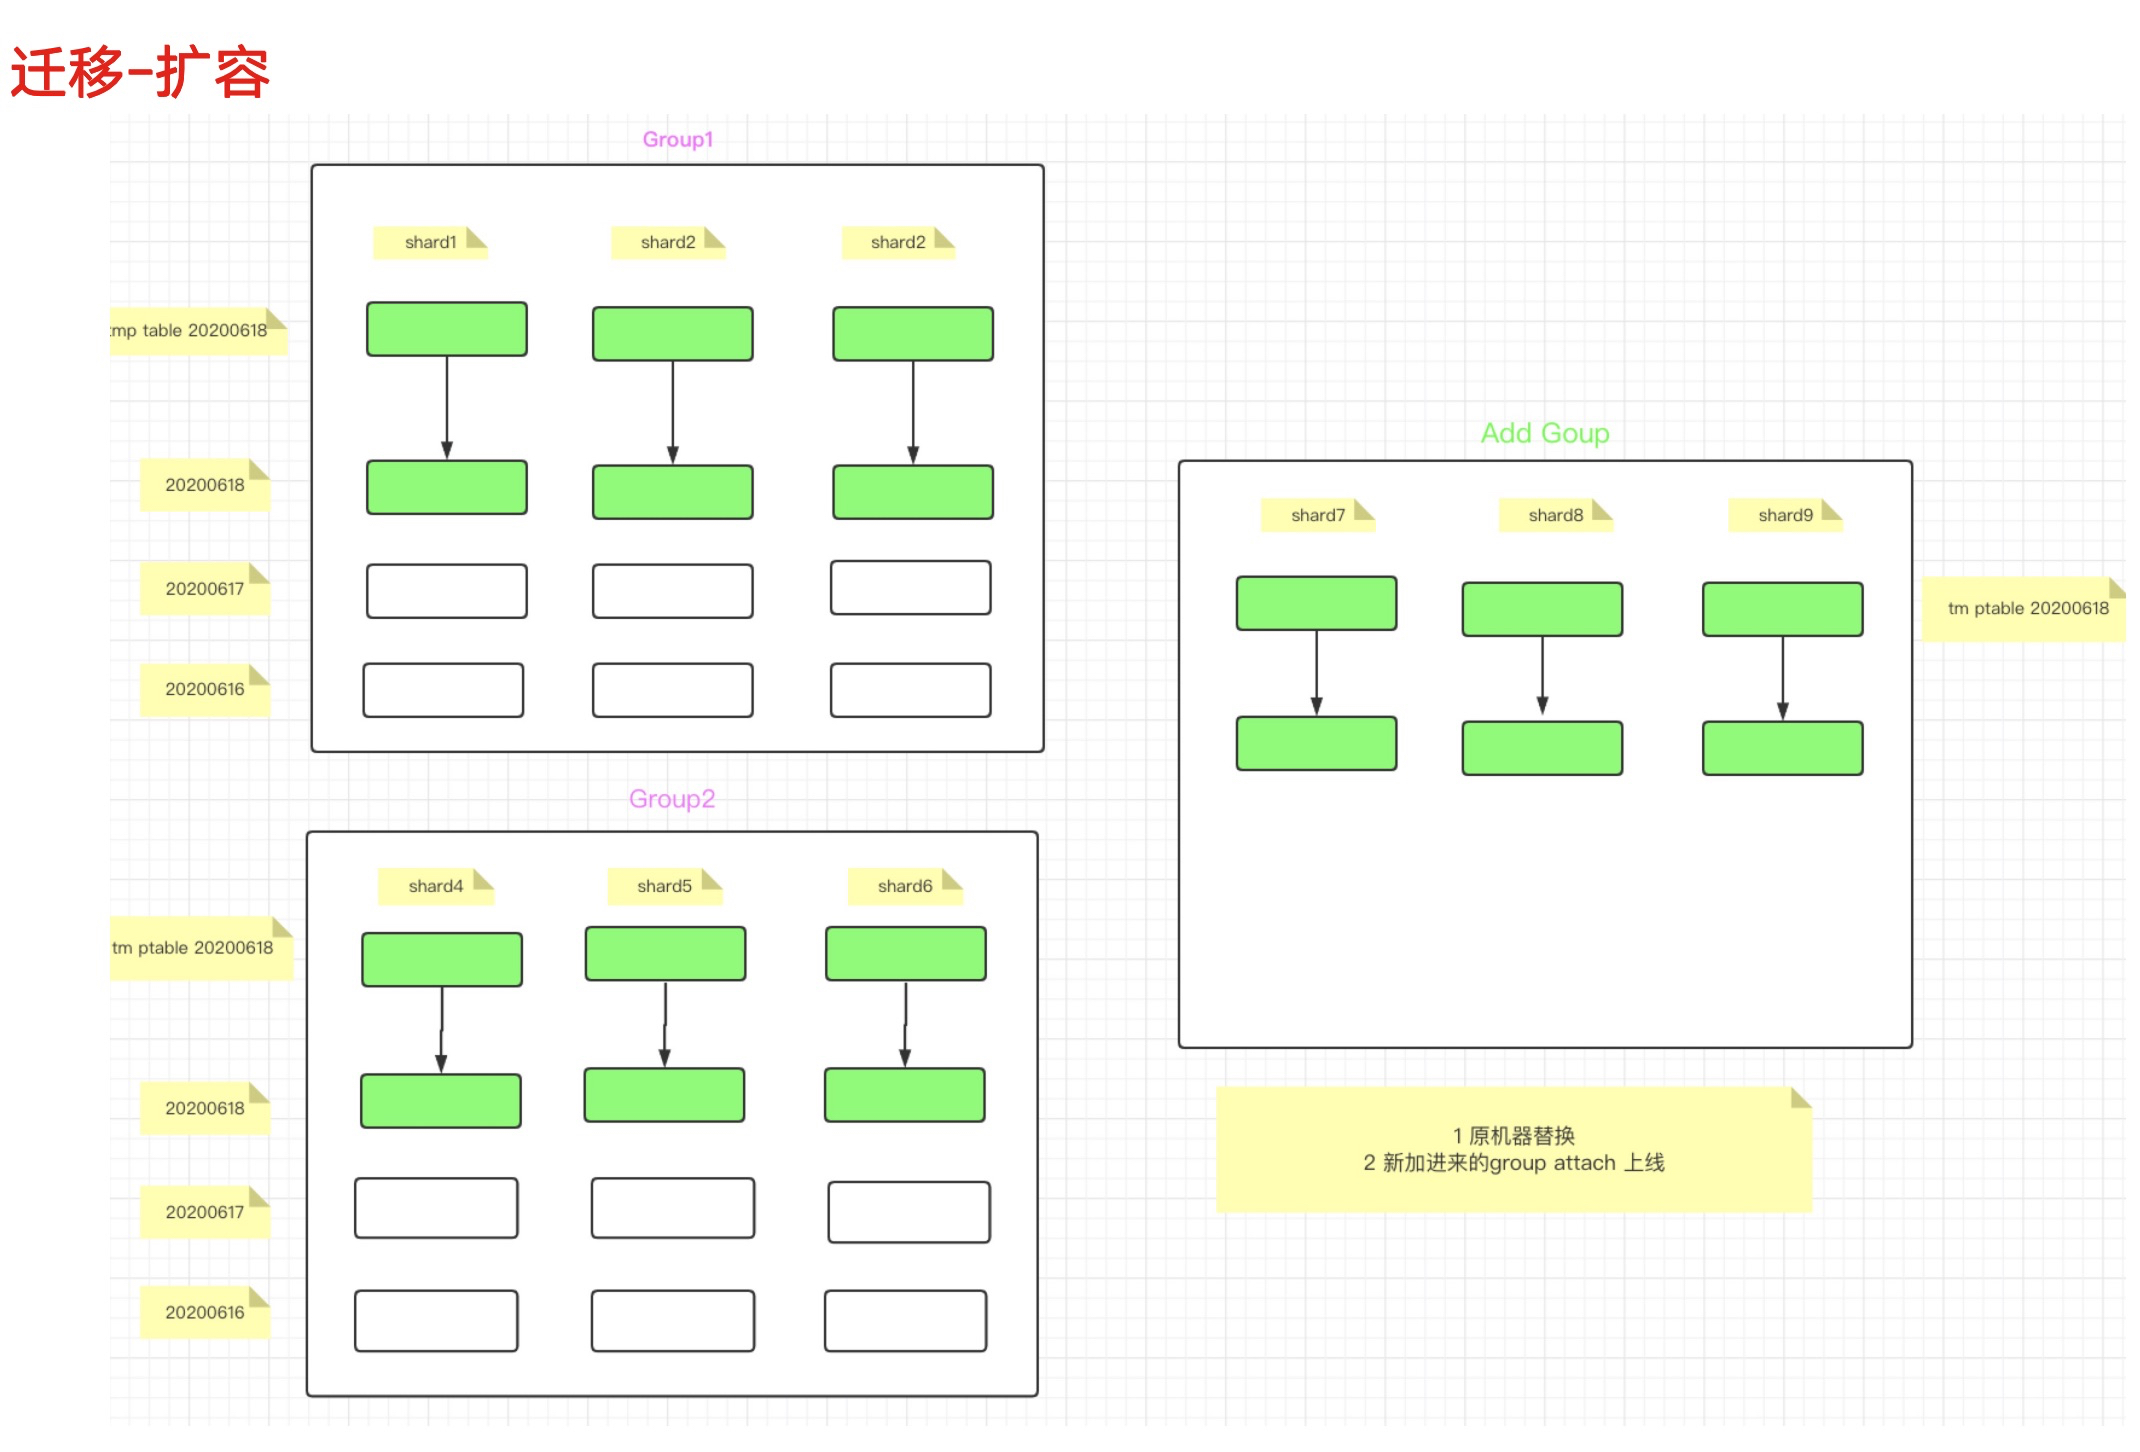 迁移-扩容
Group1
shard1
shard2
shard2
tmp table 20200618
20200618
20200617
20200616
Add Goup
shard7
shard8
shard9
tm ptable 20200618
Group2
shard4
shard5
shard6
tm ptable 20200618
20200618
20200617
20200616
1 原机器替换
2 新加进来的group attach 上线